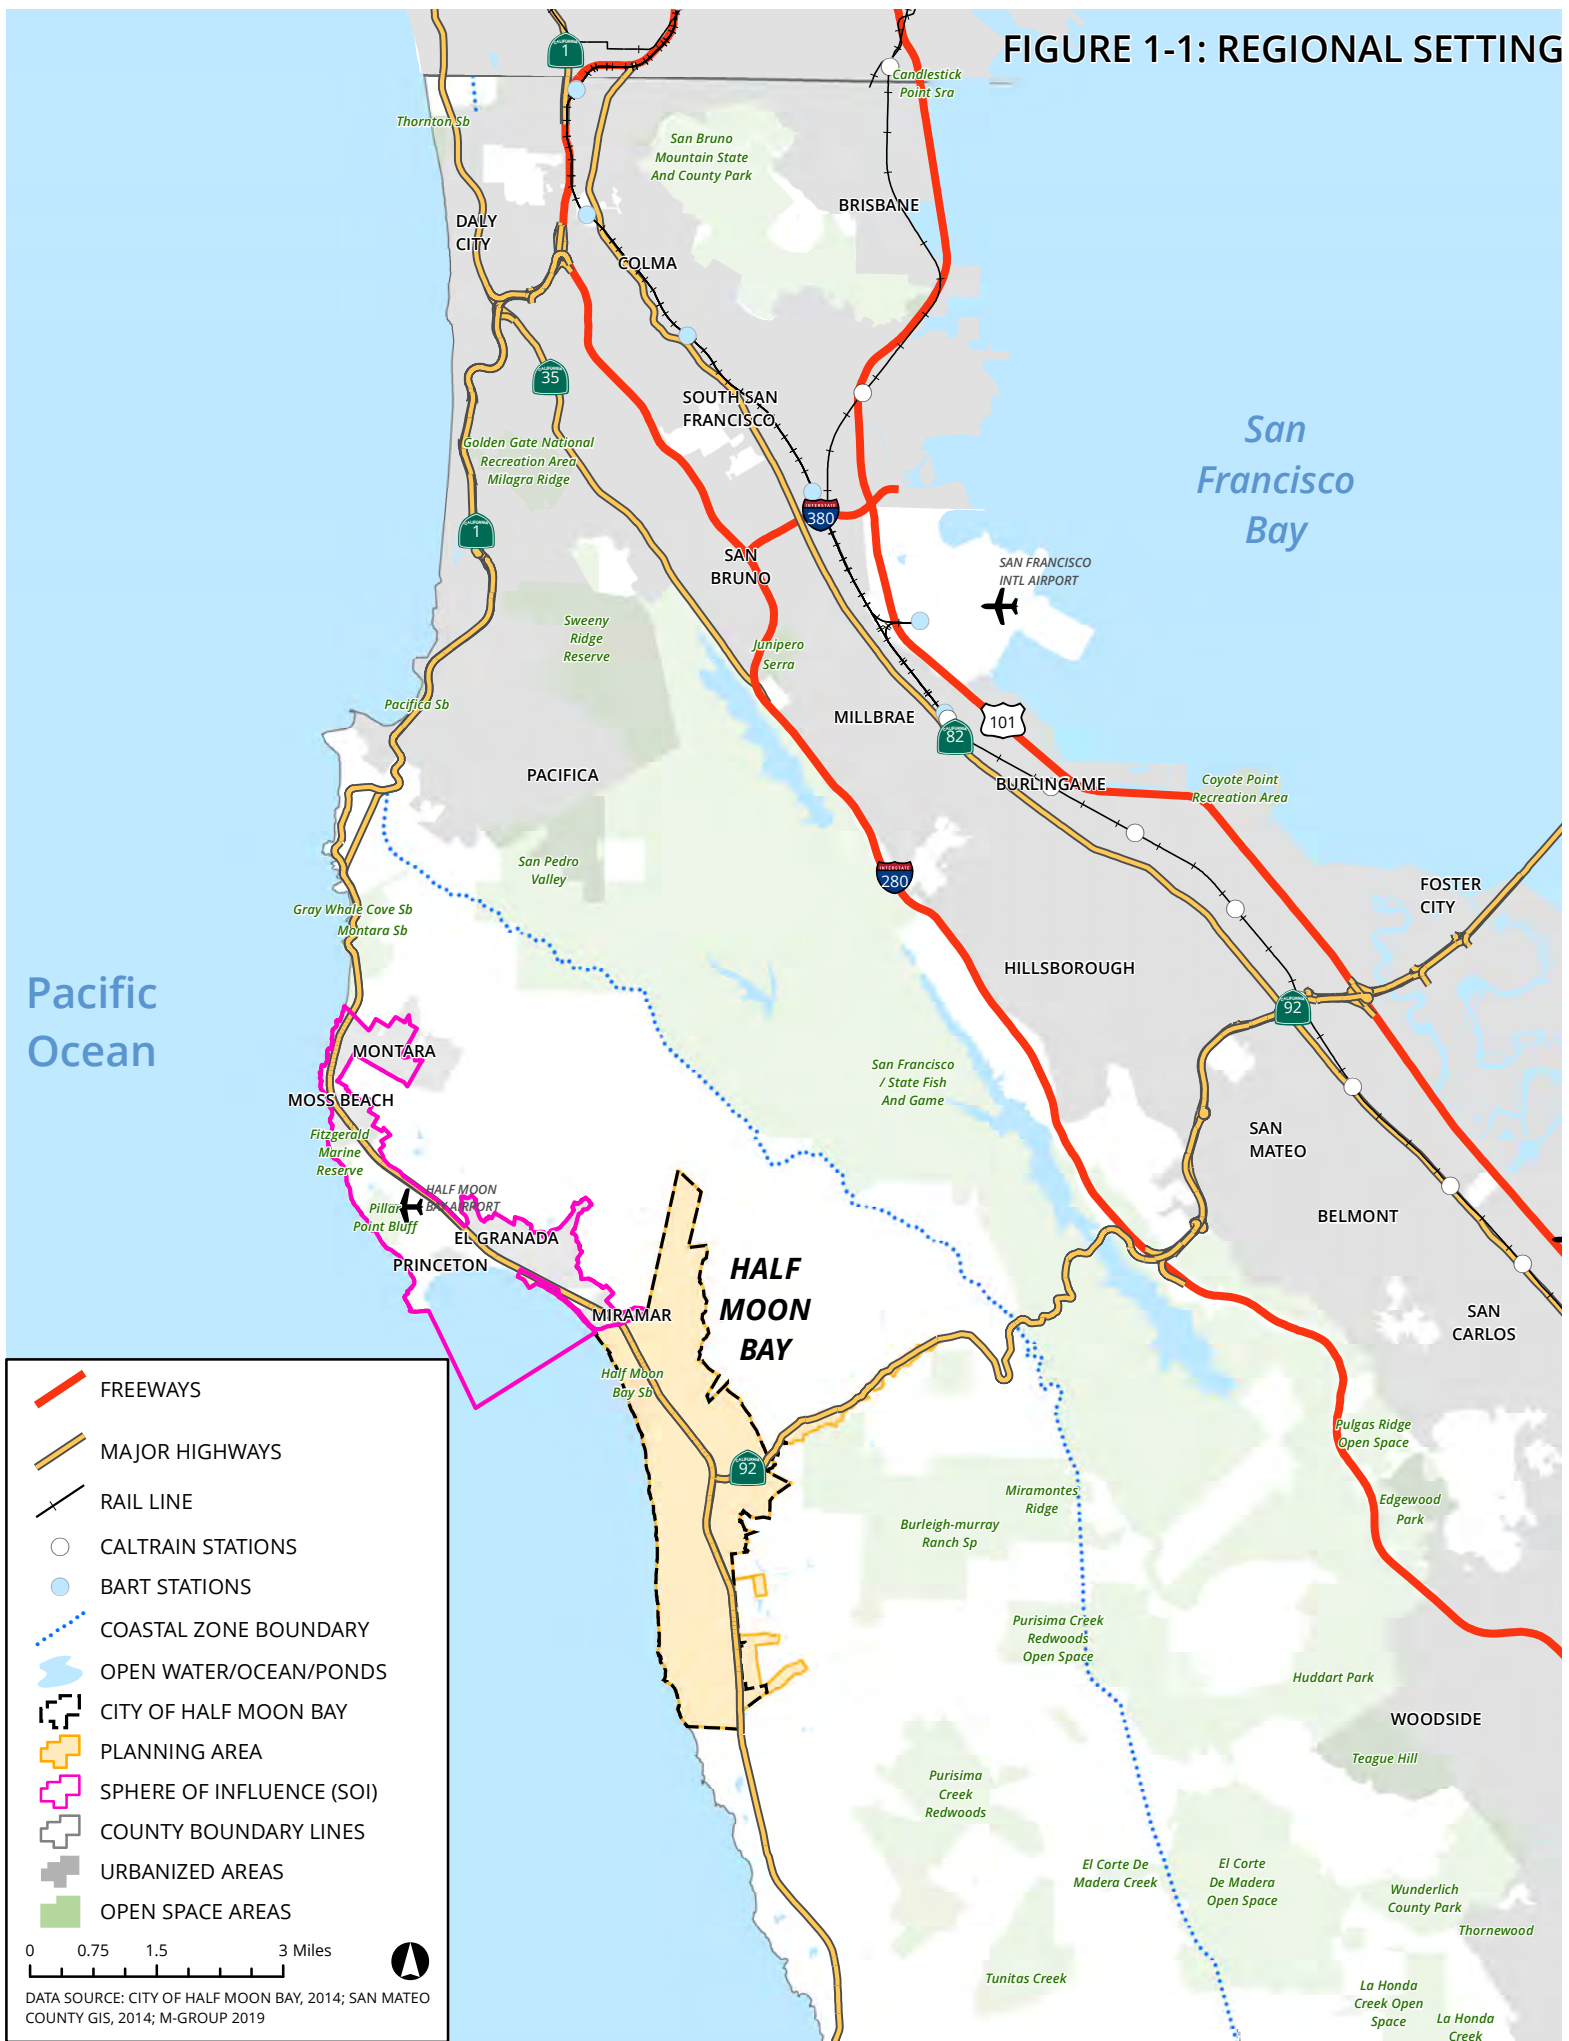 FIGURE 1-1: REGIONAL SETTING
CALIFORNIA
1
Candlestick
Point Sra
Thornton Sb
San Bruno
Mountain State
And County Park
BRISBANE
DALY
CITY
COLMA
CALIFORNIA
35
SOUTH SAN
FRANCISCO
San
Francisco
Bay
Golden Gate National
Recreation Area
Milagra Ridge
CALIFORNIA
1
INTERSTATE
380
SAN
BRUNO
SAN FRANCISCO
INTL AIRPORT
Sweeny
Ridge
Reserve
Junipero
Serra
Pacifica Sb
MILLBRAE
101
CALIFORNIA
82
PACIFICA
BURLINGAME
Coyote Point
Recreation Area
San Pedro
Valley
INTERSTATE
280
FOSTER
CITY
Gray Whale Cove Sb
Montara Sb
HILLSBOROUGH
Pacific
Ocean
CALIFORNIA
92
MONTARA
San Francisco
/ State Fish
And Game
MOSS BEACH
Fitzgerald
Marine
Reserve
SAN
MATEO
HALF MOON
BAY AIRPORT
Pillar
Point Bluff
BELMONT
EL GRANADA
PRINCETON
HALF
MOON
BAY
MIRAMAR
SAN
CARLOS
Half Moon
Bay Sb
Pulgas Ridge
Open Space
CALIFORNIA
92
Miramontes
Ridge
Edgewood
Park
Burleigh-murray
Ranch Sp
Purisima Creek
Redwoods
Open Space
Huddart Park
WOODSIDE
Teague Hill
Purisima
Creek
Redwoods
El Corte De
Madera Creek
El Corte
De Madera
Open Space
Wunderlich
County Park
Thornewood
Tunitas Creek
La Honda
Creek Open
Space
La Honda
Creek
FREEWAYS
MAJOR HIGHWAYS
RAIL LINE
CALTRAIN STATIONS
BART STATIONS
COASTAL ZONE BOUNDARY
OPEN WATER/OCEAN/PONDS
CITY OF HALF MOON BAY
PLANNING AREA
SPHERE OF INFLUENCE (SOI)
COUNTY BOUNDARY LINES
URBANIZED AREAS
OPEN SPACE AREAS
0 0.75 1.5 3 Miles
DATA SOURCE: CITY OF HALF MOON BAY, 2014; SAN MATEO
COUNTY GIS, 2014; M-GROUP 2019